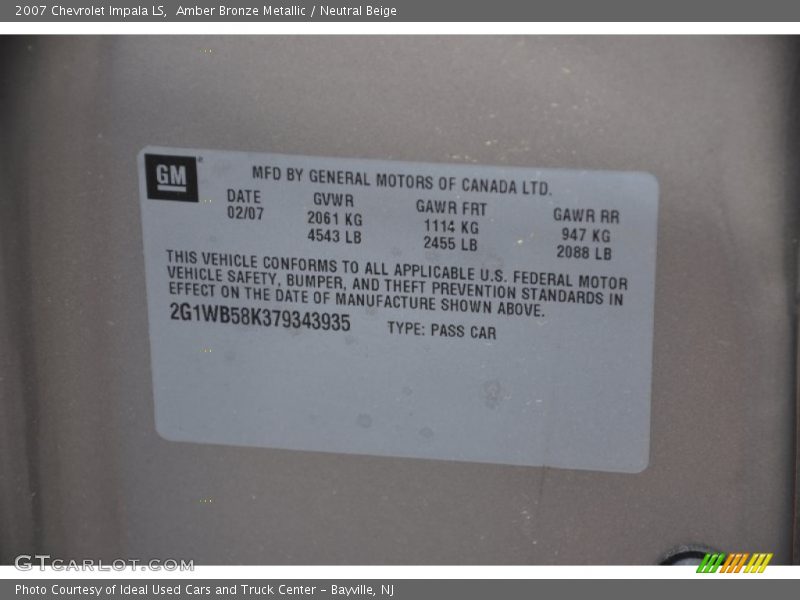 2007 Chevrolet Impala LS,  Amber Bronze Metallic / Neutral Beige
GM
MFD BY GENERAL MOTORS OF CANADA LTD.
DATE GVWR GAWR FRT GAWR RR
02/07 2061 KG 1114 KG 947 KG
4543 LB 2455 LB 2088 LB
THIS VEHICLE CONFORMS TO ALL APPLICABLE U.S. FEDERAL MOTOR
VEHICLE SAFETY, BUMPER, AND THEFT PREVENTION STANDARDS IN
EFFECT ON THE DATE OF MANUFACTURE SHOWN ABOVE.
2G1WB58K379343935 TYPE: PASS CAR
GTCARLOT.COM
Photo Courtesy of Ideal Used Cars and Truck Center - Bayville, NJ